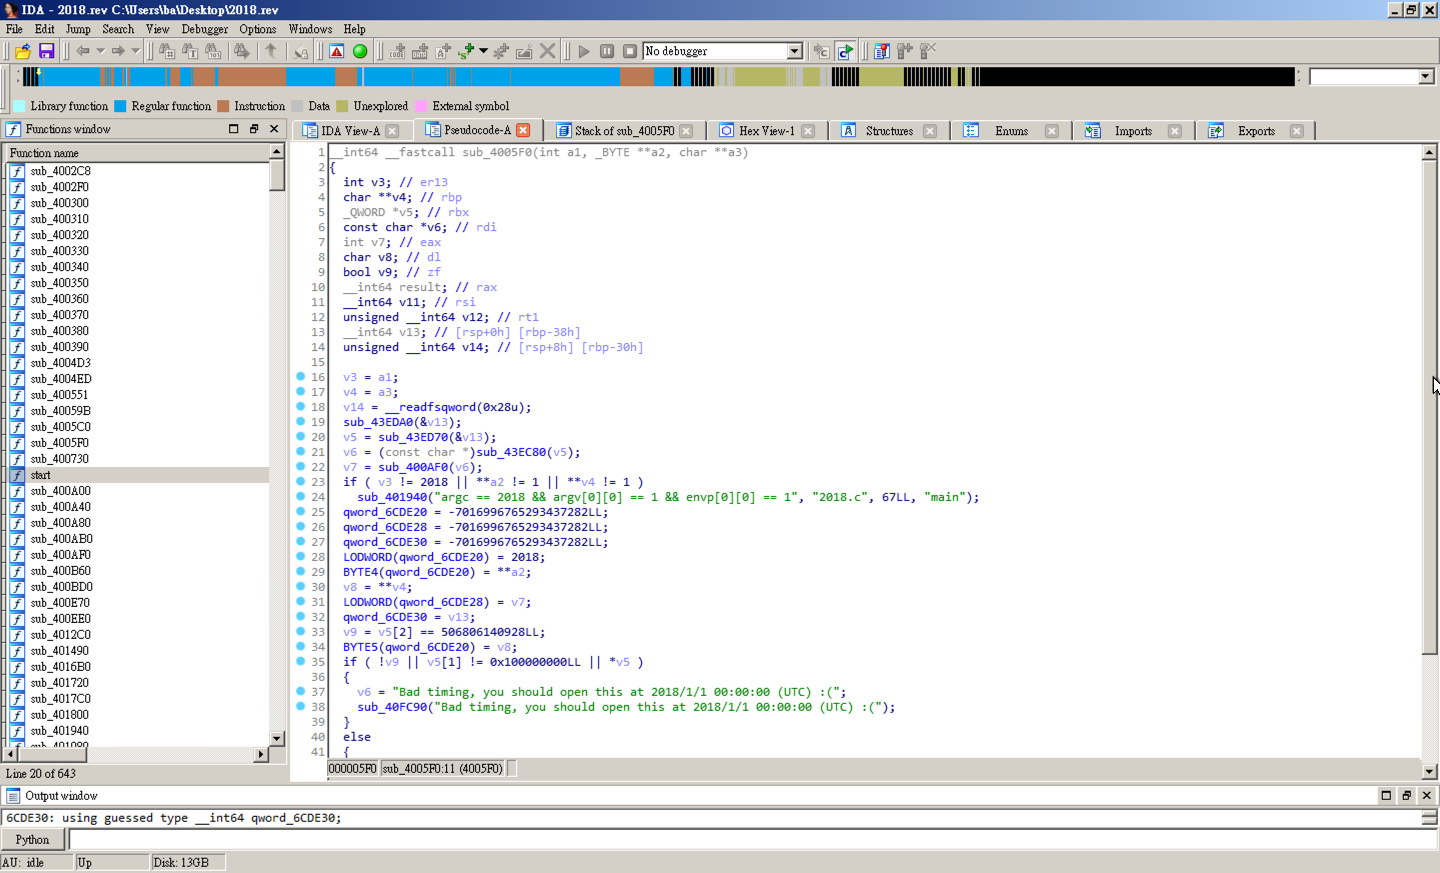 IDA - 2018.rev C:\Users\ba\Desktop\2018.rev
File Edit Jump Search View Debugger Options Windows Help
No debugger
Library function Regular function Instruction Data Unexplored External symbol
Functions window
IDA View-A Pseudocode-A Stack of sub_4005F0 Hex View-1 Structures Enums Imports Exports
Function name
sub_4002C8
sub_4002F0
sub_400300
sub_400310
sub_400320
sub_400330
sub_400340
sub_400350
sub_400360
sub_400370
sub_400380
sub_400390
sub_4004D3
sub_4004ED
sub_400551
sub_40059B
sub_4005C0
sub_4005F0
sub_400730
start
sub_400A00
sub_400A40
sub_400A80
sub_400AB0
sub_400AF0
sub_400B60
sub_400BD0
sub_400E70
sub_400EE0
sub_4012C0
sub_401490
sub_4016B0
sub_401720
sub_4017C0
sub_401800
sub_401940
Line 20 of 643
1 __int64 __fastcall sub_4005F0(int a1, _BYTE **a2, char **a3)
2 {
3 int v3; // er13
4 char **v4; // rbp
5 _QWORD *v5; // rbx
6 const char *v6; // rdi
7 int v7; // eax
8 char v8; // dl
9 bool v9; // zf
10 __int64 result; // rax
11 __int64 v11; // rsi
12 unsigned __int64 v12; // rt1
13 __int64 v13; // [rsp+0h] [rbp-38h]
14 unsigned __int64 v14; // [rsp+8h] [rbp-30h]
15
16 v3 = a1;
17 v4 = a3;
18 v14 = __readfsqword(0x28u);
19 sub_43EDA0(&v13);
20 v5 = sub_43ED70(&v13);
21 v6 = (const char *)sub_43EC80(v5);
22 v7 = sub_400AF0(v6);
23 if ( v3 != 2018 || **a2 != 1 || **v4 != 1 )
24 sub_401940("argc == 2018 && argv[0][0] == 1 && envp[0][0] == 1", "2018.c", 67LL, "main");
25 qword_6CDE20 = -7016996765293437282LL;
26 qword_6CDE28 = -7016996765293437282LL;
27 qword_6CDE30 = -7016996765293437282LL;
28 LODWORD(qword_6CDE20) = 2018;
29 BYTE4(qword_6CDE20) = **a2;
30 v8 = **v4;
31 LODWORD(qword_6CDE28) = v7;
32 qword_6CDE30 = v13;
33 v9 = v5[2] == 506806140928LL;
34 BYTE5(qword_6CDE20) = v8;
35 if ( !v9 || v5[1] != 0x100000000LL || *v5 )
36 {
37 v6 = "Bad timing, you should open this at 2018/1/1 00:00:00 (UTC) :(";
38 sub_40FC90("Bad timing, you should open this at 2018/1/1 00:00:00 (UTC) :(");
39 }
40 else
41 {
000005F0 sub_4005F0:11 (4005F0)
Output window
6CDE30: using guessed type __int64 qword_6CDE30;
Python
AU: idle Up Disk: 13GB